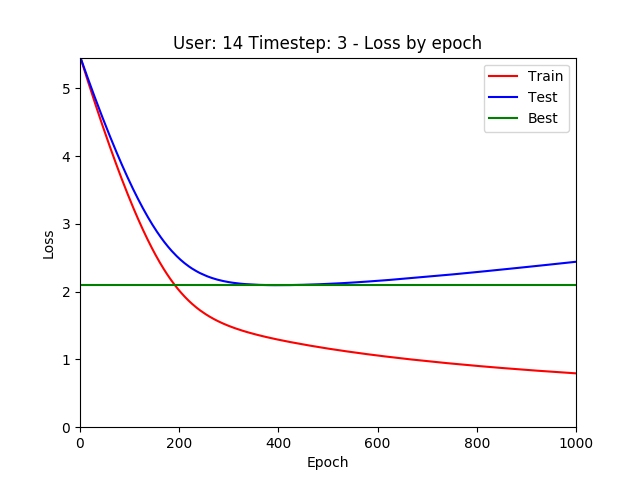 User: 14 Timestep: 3 - Loss by epoch
Train
Test
Best
Loss
5
4
3
2
1
0
0 200 400 600 800 1000
Epoch